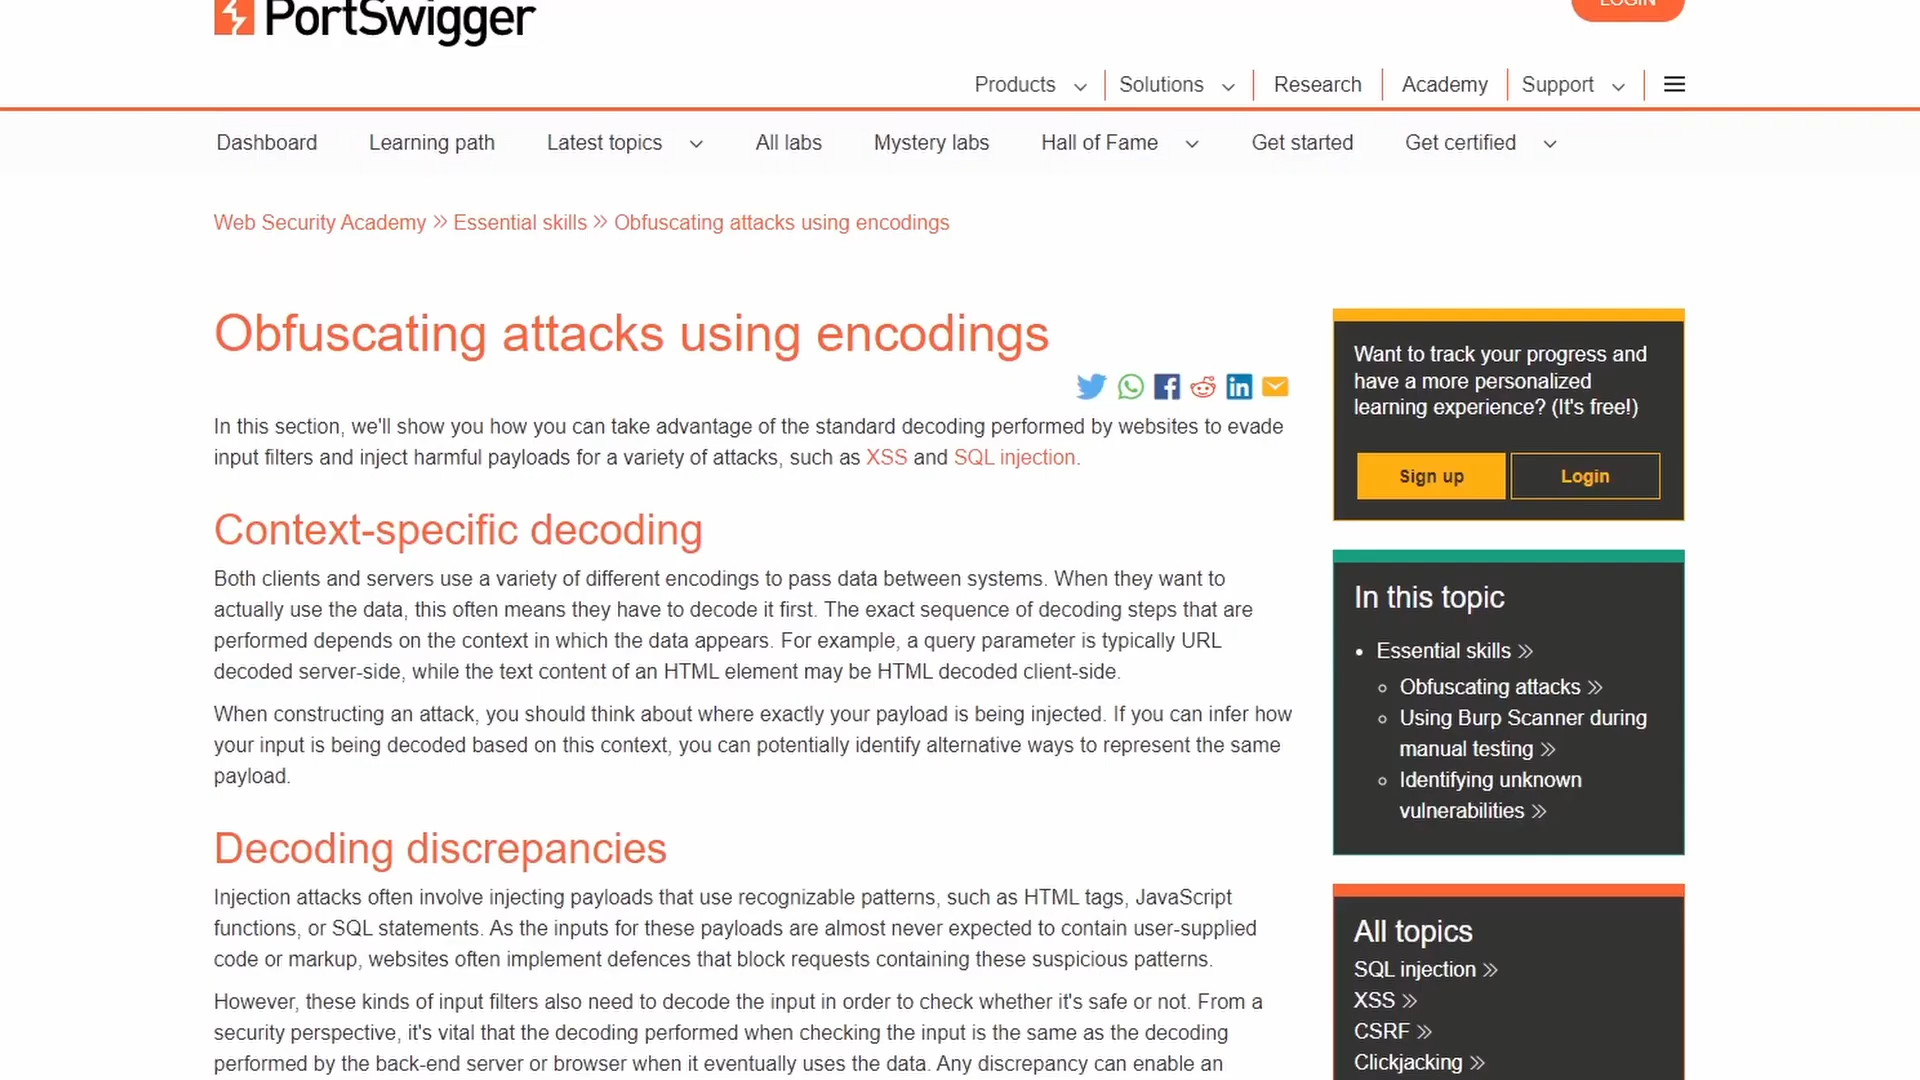 PortSwigger
LOGIN
Products
Solutions
Research
Academy
Support
Dashboard
Learning path
Latest topics
All labs
Mystery labs
Hall of Fame
Get started
Get certified
Web Security Academy » Essential skills » Obfuscating attacks using encodings
Obfuscating attacks using encodings
In this section, we'll show you how you can take advantage of the standard decoding performed by websites to evade
input filters and inject harmful payloads for a variety of attacks, such as XSS and SQL injection.
Context-specific decoding
Both clients and servers use a variety of different encodings to pass data between systems. When they want to
actually use the data, this often means they have to decode it first. The exact sequence of decoding steps that are
performed depends on the context in which the data appears. For example, a query parameter is typically URL
decoded server-side, while the text content of an HTML element may be HTML decoded client-side.
When constructing an attack, you should think about where exactly your payload is being injected. If you can infer how
your input is being decoded based on this context, you can potentially identify alternative ways to represent the same
payload.
Decoding discrepancies
Injection attacks often involve injecting payloads that use recognizable patterns, such as HTML tags, JavaScript
functions, or SQL statements. As the inputs for these payloads are almost never expected to contain user-supplied
code or markup, websites often implement defences that block requests containing these suspicious patterns.
However, these kinds of input filters also need to decode the input in order to check whether it's safe or not. From a
security perspective, it's vital that the decoding performed when checking the input is the same as the decoding
performed by the back-end server or browser when it eventually uses the data. Any discrepancy can enable an
Want to track your progress and
have a more personalized
learning experience? (It's free!)
Sign up
Login
In this topic
Essential skills »
Obfuscating attacks »
Using Burp Scanner during
manual testing »
Identifying unknown
vulnerabilities »
All topics
SQL injection »
XSS »
CSRF »
Clickjacking »